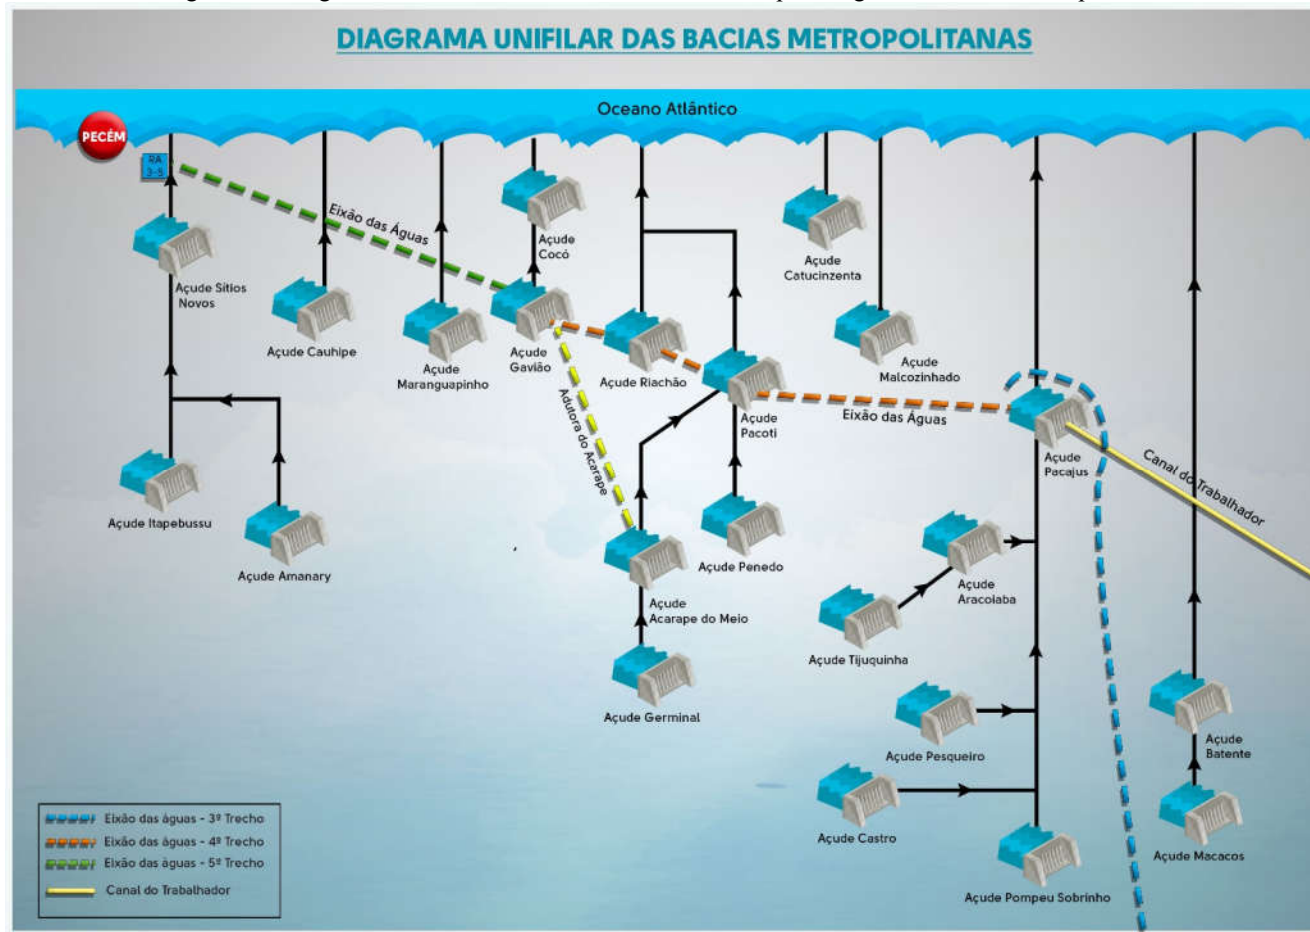 DIAGRAMA UNIFILAR DAS BACIAS METROPOLITANAS
Oceano Atlântico
PECÉM
RA
3-5
Eixão das Águas
Açude
Cocó
Açude Sítios
Novos
Açude
Catucinzenta
Açude Cauhipe
Açude
Maranguapinho
Açude
Gavião
Açude Riachão
Açude
Malcozinhado
Açude
Pacoti
Eixão das Águas
Adutora do Acarape
Açude
Pacajus
Canal do Trabalhador
Açude Itapebussu
Açude Amanary
Açude Penedo
Açude
Aracoiaba
Açude
Acarape do Meio
Açude Tijuquinha
Açude Germinal
Açude Pesqueiro
Açude
Batente
Açude Castro
Açude Macacos
Açude Pompeu Sobrinho
Eixão das águas - 3º Trecho
Eixão das águas - 4º Trecho
Eixão das águas - 5º Trecho
Canal do Trabalhador